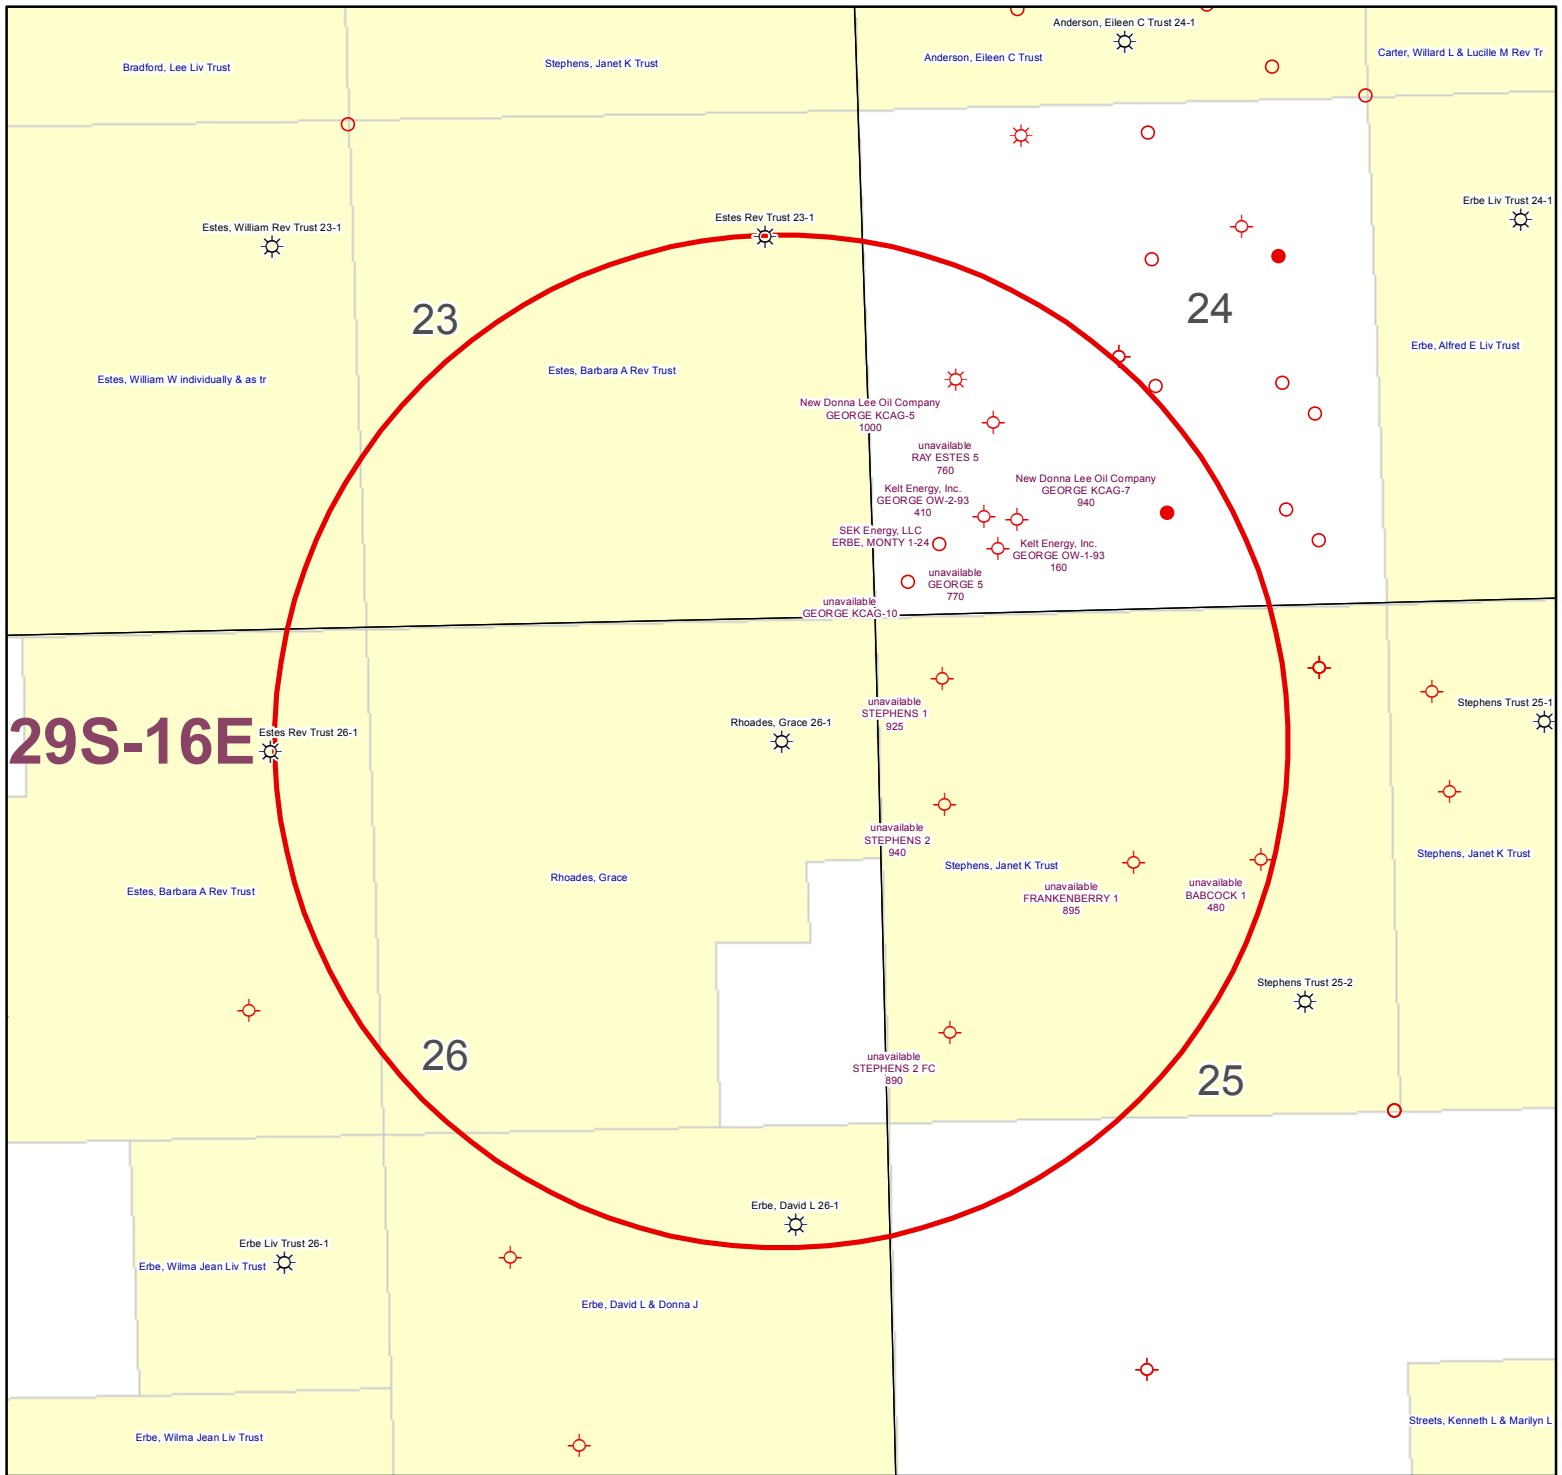 Anderson, Eileen C Trust 24-1
Bradford, Lee Liv Trust
Stephens, Janet K Trust
Anderson, Eileen C Trust
Carter, Willard L & Lucille M Rev Tr
Estes, William Rev Trust 23-1
Estes Rev Trust 23-1
Erbe Liv Trust 24-1
23
24
Estes, William W individually & as tr
Estes, Barbara A Rev Trust
Erbe, Alfred E Liv Trust
New Donna Lee Oil Company
GEORGE KCAG-5
1000
unavailable
RAY ESTES 5
760
New Donna Lee Oil Company
GEORGE KCAG-7
940
Kelt Energy, Inc.
GEORGE OW-2-93
410
SEK Energy, LLC
ERBE, MONTY 1-24
Kelt Energy, Inc.
GEORGE OW-1-93
160
unavailable
GEORGE 5
770
unavailable
GEORGE KCAG-10
29S-16E
Estes Rev Trust 26-1
Rhoades, Grace 26-1
unavailable
STEPHENS 1
925
Stephens Trust 25-1
unavailable
STEPHENS 2
940
Stephens, Janet K Trust
Stephens, Janet K Trust
Estes, Barbara A Rev Trust
Rhoades, Grace
unavailable
FRANKENBERRY 1
895
unavailable
BABCOCK 1
480
Stephens Trust 25-2
26
unavailable
STEPHENS 2 FC
890
25
Erbe, David L 26-1
Erbe Liv Trust 26-1
Erbe, Wilma Jean Liv Trust
Erbe, David L & Donna J
Erbe, Wilma Jean Liv Trust
Streets, Kenneth L & Marilyn L